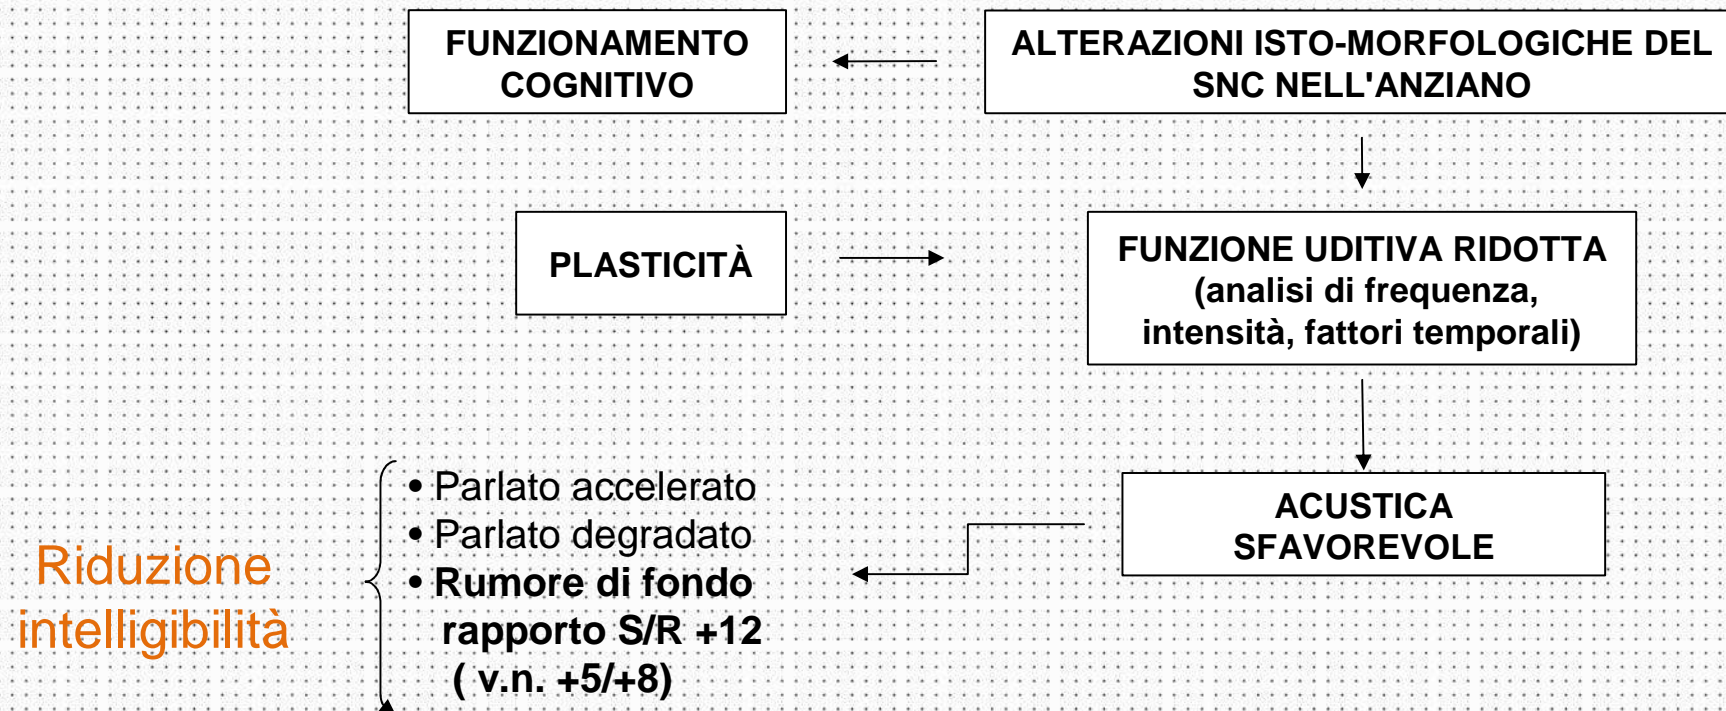 FUNZIONAMENTO
COGNITIVO
ALTERAZIONI ISTO-MORFOLOGICHE DEL
SNC NELL'ANZIANO
PLASTICITÀ
FUNZIONE UDITIVA RIDOTTA
(analisi di frequenza,
intensità, fattori temporali)
ACUSTICA
SFAVOREVOLE
Riduzione
intelligibilità
• Parlato accelerato
• Parlato degradato
• Rumore di fondo
rapporto S/R +12
( v.n. +5/+8)